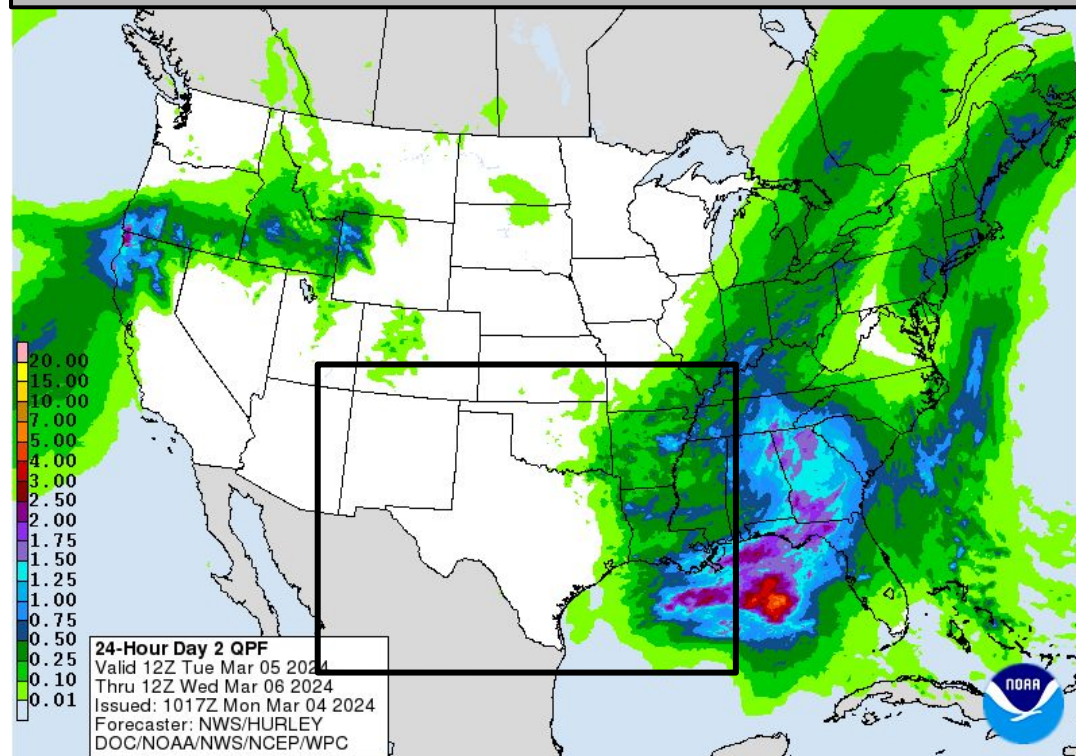 20.00
15.00
10.00
7.00
5.00
4.00
3.00
2.50
2.00
1.75
1.50
1.25
1.00
0.75
0.50
0.25
0.10
0.01
24-Hour Day 2 QPF
Valid 12Z Tue Mar 05 2024
Thru 12Z Wed Mar 06 2024
Issued: 1017Z Mon Mar 04 2024
Forecaster: NWS/HURLEY
DOC/NOAA/NWS/NCEP/WPC
NOAA